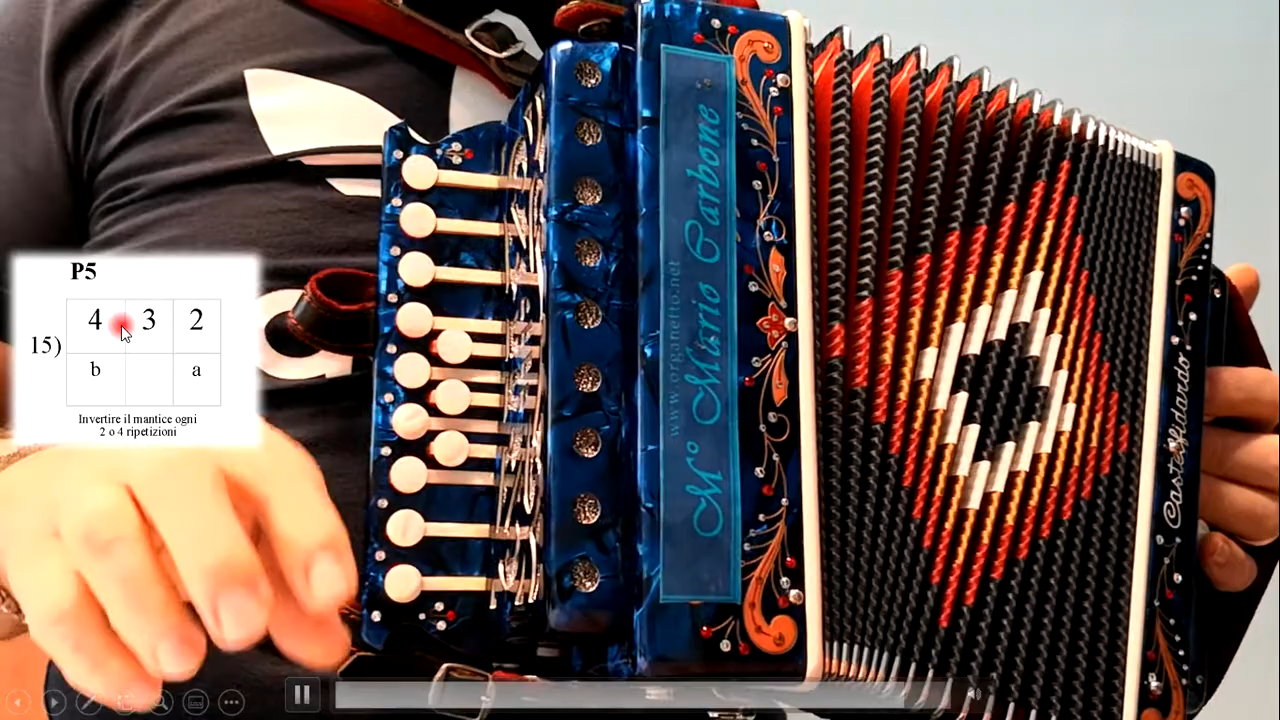 P5
4 3 2
15)
b a
Invertire il mantice ogni
2 o 4 ripetizioni
www.organetto.net
M° Mario Carbone
Castelfidardo